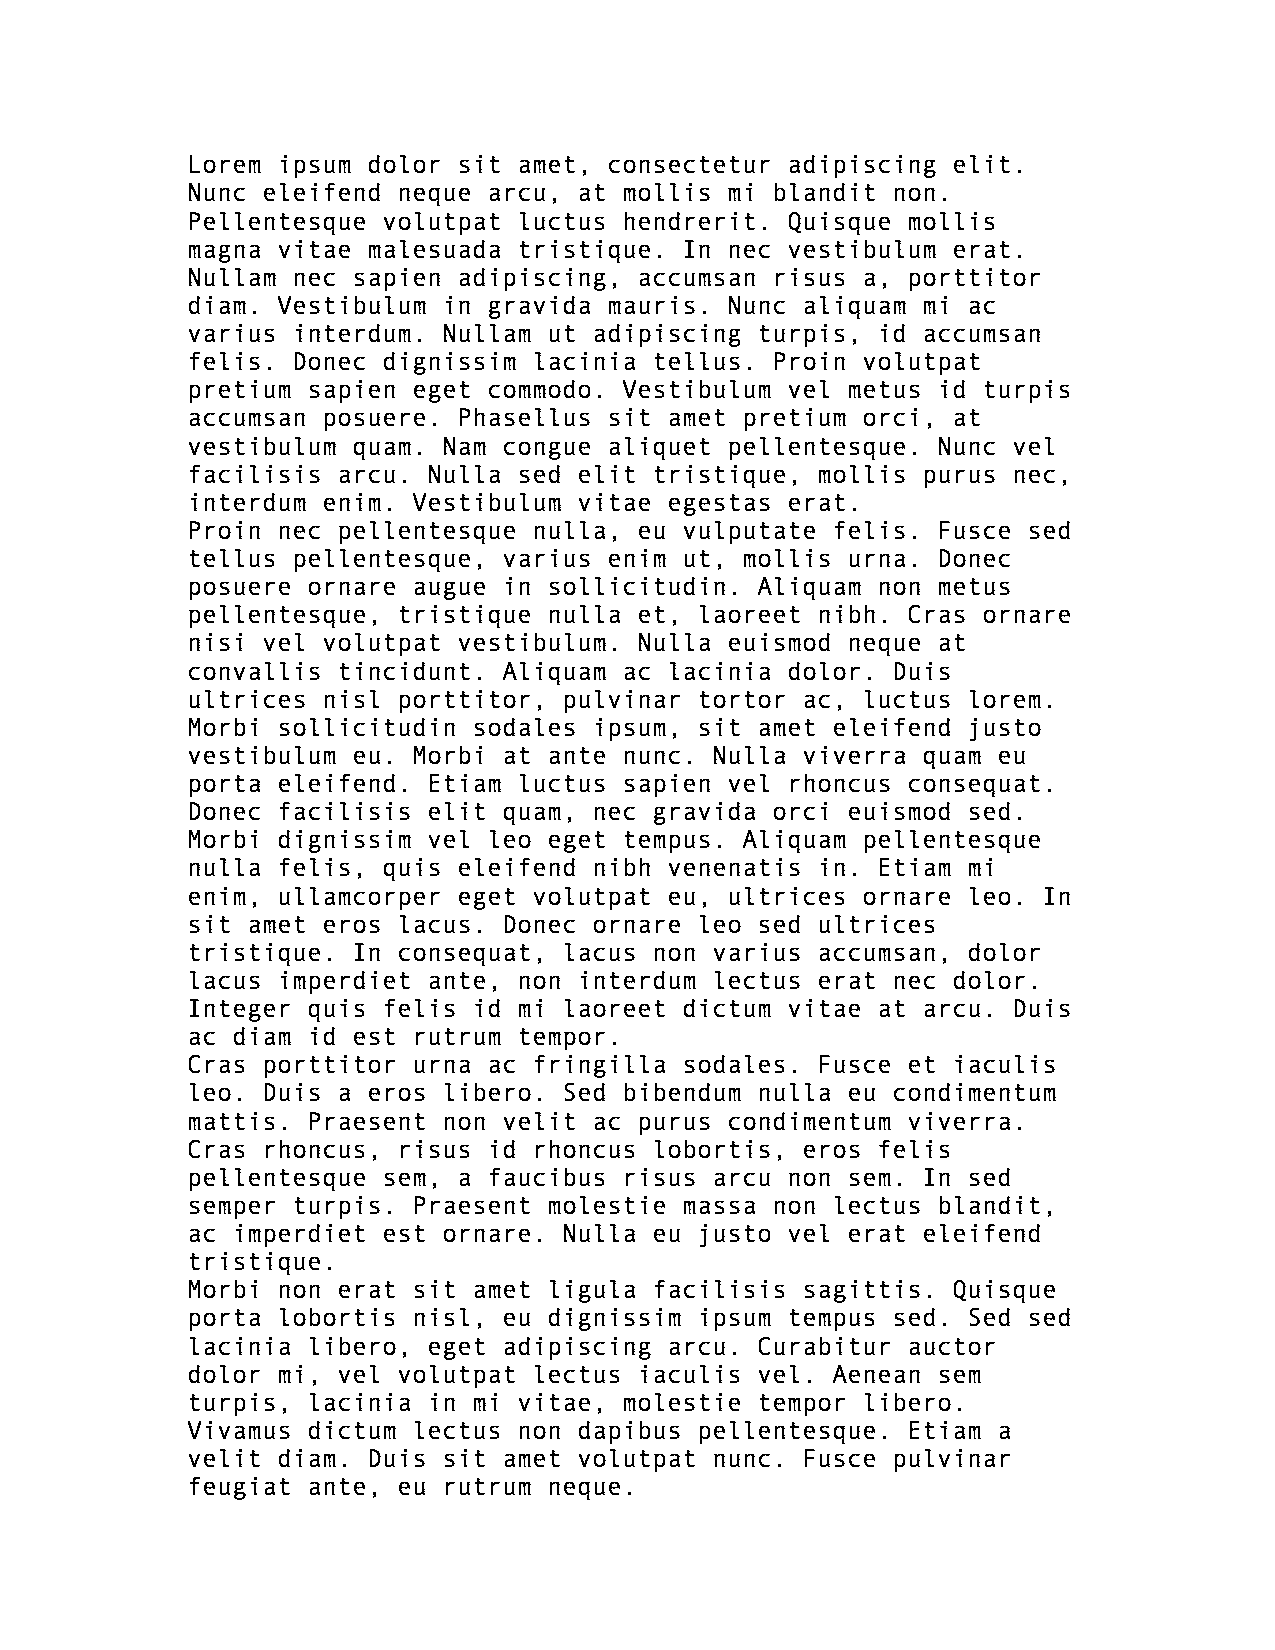 Lorem ipsum dolor sit amet, consectetur adipiscing elit.
Nunc eleifend neque arcu, at mollis mi blandit non.
Pellentesque volutpat luctus hendrerit. Quisque mollis
magna vitae malesuada tristique. In nec vestibulum erat.
Nullam nec sapien adipiscing, accumsan risus a, porttitor
diam. Vestibulum in gravida mauris. Nunc aliquam mi ac
varius interdum. Nullam ut adipiscing turpis, id accumsan
felis. Donec dignissim lacinia tellus. Proin volutpat
pretium sapien eget commodo. Vestibulum vel metus id turpis
accumsan posuere. Phasellus sit amet pretium orci, at
vestibulum quam. Nam congue aliquet pellentesque. Nunc vel
facilisis arcu. Nulla sed elit tristique, mollis purus nec,
interdum enim. Vestibulum vitae egestas erat.
Proin nec pellentesque nulla, eu vulputate felis. Fusce sed
tellus pellentesque, varius enim ut, mollis urna. Donec
posuere ornare augue in sollicitudin. Aliquam non metus
pellentesque, tristique nulla et, laoreet nibh. Cras ornare
nisi vel volutpat vestibulum. Nulla euismod neque at
convallis tincidunt. Aliquam ac lacinia dolor. Duis
ultrices nisl porttitor, pulvinar tortor ac, luctus lorem.
Morbi sollicitudin sodales ipsum, sit amet eleifend justo
vestibulum eu. Morbi at ante nunc. Nulla viverra quam eu
porta eleifend. Etiam luctus sapien vel rhoncus consequat.
Donec facilisis elit quam, nec gravida orci euismod sed.
Morbi dignissim vel leo eget tempus. Aliquam pellentesque
nulla felis, quis eleifend nibh venenatis in. Etiam mi
enim, ullamcorper eget volutpat eu, ultrices ornare leo. In
sit amet eros lacus. Donec ornare leo sed ultrices
tristique. In consequat, lacus non varius accumsan, dolor
lacus imperdiet ante, non interdum lectus erat nec dolor.
Integer quis felis id mi laoreet dictum vitae at arcu. Duis
ac diam id est rutrum tempor.
Cras porttitor urna ac fringilla sodales. Fusce et iaculis
leo. Duis a eros libero. Sed bibendum nulla eu condimentum
mattis. Praesent non velit ac purus condimentum viverra.
Cras rhoncus, risus id rhoncus lobortis, eros felis
pellentesque sem, a faucibus risus arcu non sem. In sed
semper turpis. Praesent molestie massa non lectus blandit,
ac imperdiet est ornare. Nulla eu justo vel erat eleifend
tristique.
Morbi non erat sit amet ligula facilisis sagittis. Quisque
porta lobortis nisl, eu dignissim ipsum tempus sed. Sed sed
lacinia libero, eget adipiscing arcu. Curabitur auctor
dolor mi, vel volutpat lectus iaculis vel. Aenean sem
turpis, lacinia in mi vitae, molestie tempor libero.
Vivamus dictum lectus non dapibus pellentesque. Etiam a
velit diam. Duis sit amet volutpat nunc. Fusce pulvinar
feugiat ante, eu rutrum neque.